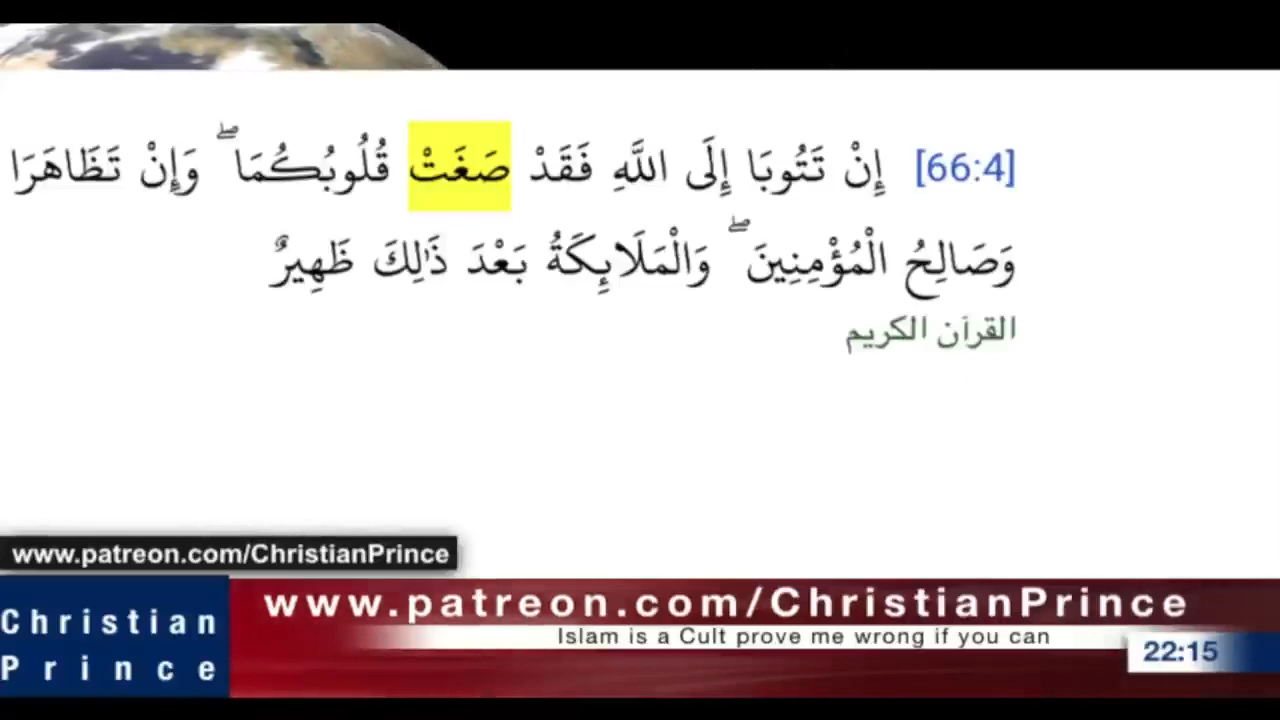 [66:4] إِنْ تَتُوبَا إِلَى اللَّهِ فَقَدْ صَغَتْ قُلُوبُكُمَا ۖ وَإِنْ تَظَاهَرَا
وَصَالِحُ الْمُؤْمِنِينَ ۖ وَالْمَلَائِكَةُ بَعْدَ ذَٰلِكَ ظَهِيرٌ
القرآن الكريم
www.patreon.com/ChristianPrince
Christian
Prince
www.patreon.com/ChristianPrince
Islam is a Cult prove me wrong if you can
22:15